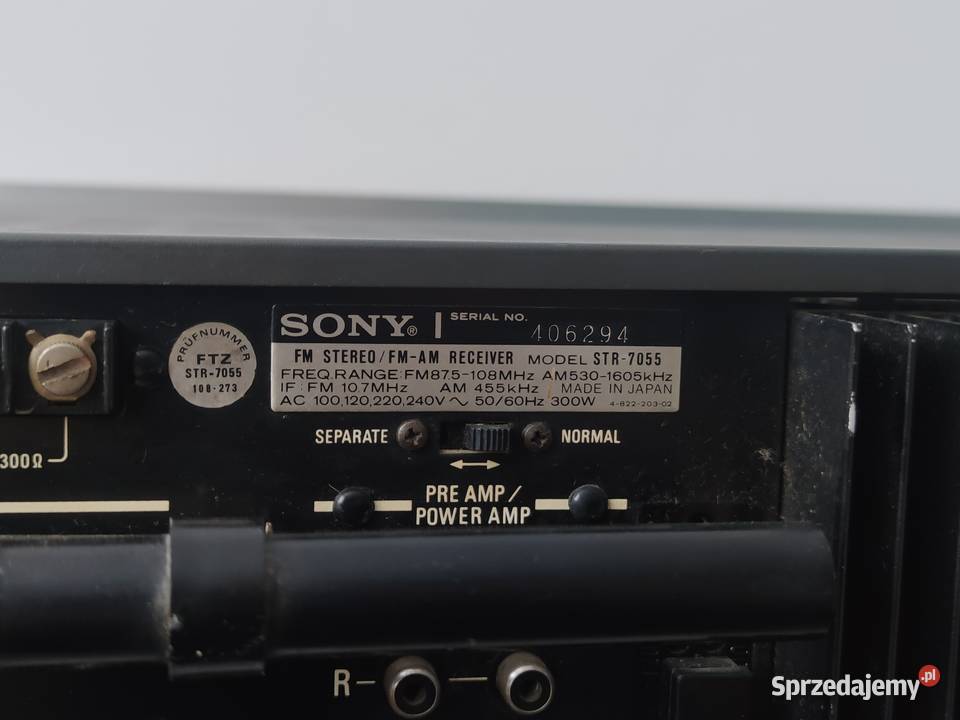 SONY® | SERIAL NO. 406294
FM STEREO/FM-AM RECEIVER MODEL STR-7055
FREQ.RANGE:FM87.5-108MHz AM530-1605kHz
IF:FM 10.7MHz AM 455kHz MADE IN JAPAN
AC 100,120,220,240V ~ 50/60Hz 300W 4-822-203-02
PRÜFNUMMER
FTZ
STR-7055
108-273
SEPARATE
NORMAL
300Ω
PRE AMP/
POWER AMP
R
Sprzedajemy.pl